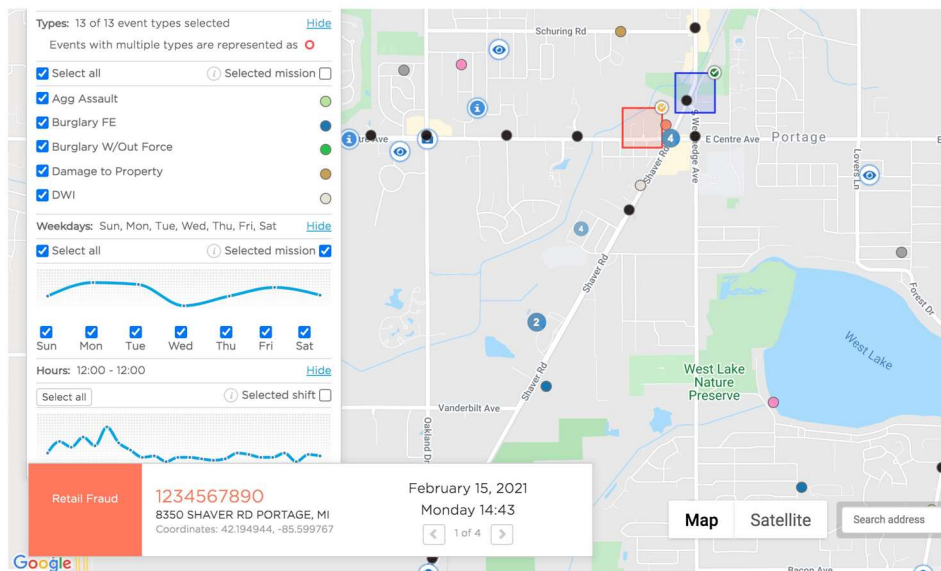 Types: 13 of 13 event types selected Hide
Events with multiple types are represented as
Select all Selected mission
Agg Assault
Burglary FE
Burglary W/Out Force
Damage to Property
DWI
Weekdays: Sun, Mon, Tue, Wed, Thu, Fri, Sat Hide
Select all Selected mission
Sun Mon Tue Wed Thu Fri Sat
Hours: 12:00 - 12:00 Hide
Select all Selected shift
Retail Fraud
1234567890
8350 SHAVER RD PORTAGE, MI
Coordinates: 42.194944, -85.599767
February 15, 2021
Monday 14:43
1 of 4
Schuring Rd
E Centre Ave
Portage
4
Shaver Rd
Lovers Ln
4
Shaver Rd
Forest Dr
2
West Lake
West Lake
Nature
Preserve
Shaver Rd
Vanderbilt Ave
Oakland Dr
Map Satellite Search address
Google
Bacon Ave